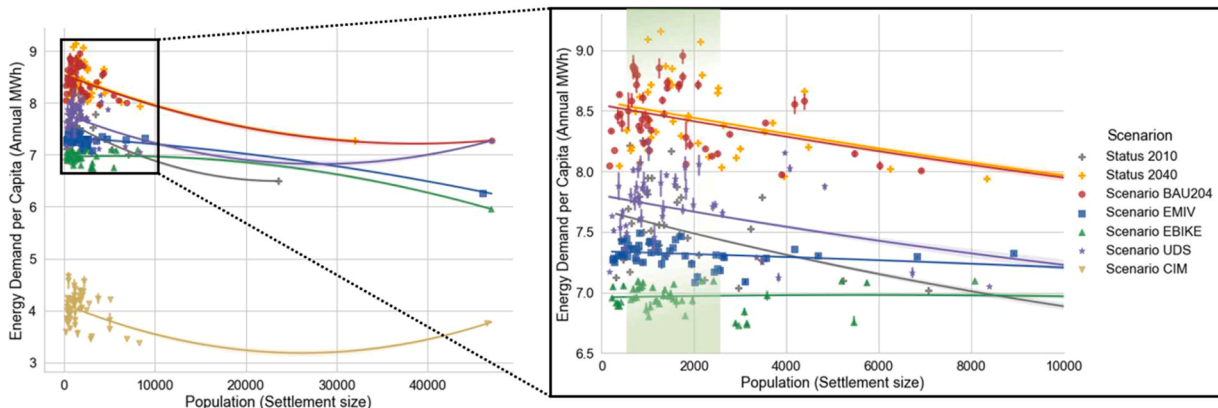 Energy Demand per Capita (Annual MWh)
9
8
7
6
5
4
3
0 10000 20000 30000 40000
Population (Settlement size)
Energy Demand per Capita (Annual MWh)
9.0
8.5
8.0
7.5
7.0
6.5
0 2000 4000 6000 8000 10000
Population (Settlement size)
Scenarion
Status 2010
Status 2040
Scenario BAU204
Scenario EMIV
Scenario EBIKE
Scenario UDS
Scenario CIM